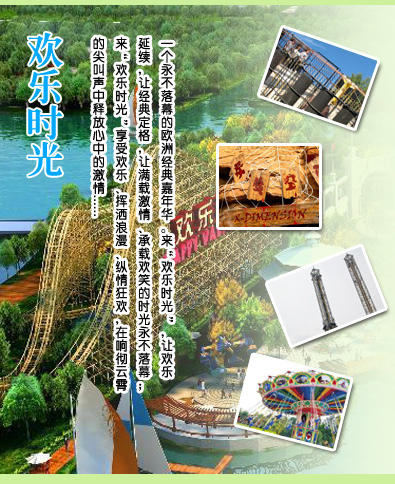 欢乐时光
一个永不落幕的欧洲经典嘉年华。来“欢乐时光”，让欢乐
延续，让经典定格，让满载激情、承载欢笑的时光永不落幕；
来“欢乐时光”享受欢乐，挥洒浪漫，纵情狂欢，在响彻云霄
的尖叫声中释放心中的激情……
欢乐
HAPPY VALLEY
X-DIMENSION